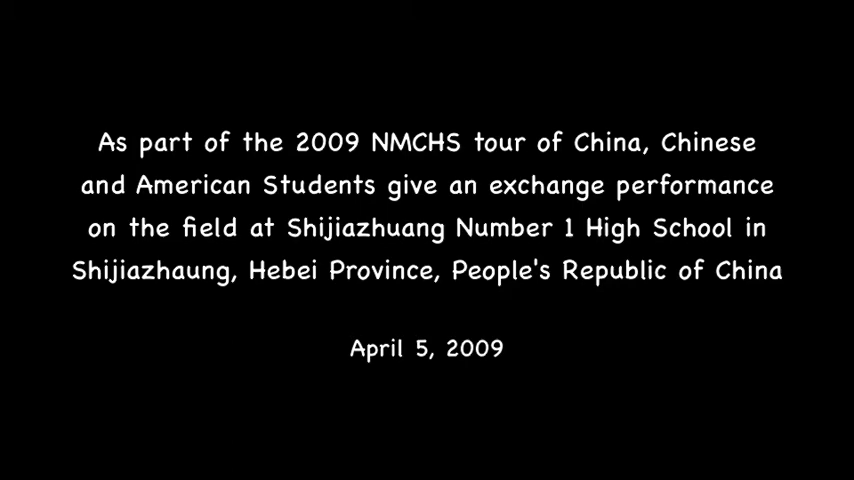 As part of the 2009 NMCHS tour of China, Chinese
and American Students give an exchange performance
on the field at Shijiazhuang Number 1 High School in
Shijiazhaung, Hebei Province, People's Republic of China
April 5, 2009